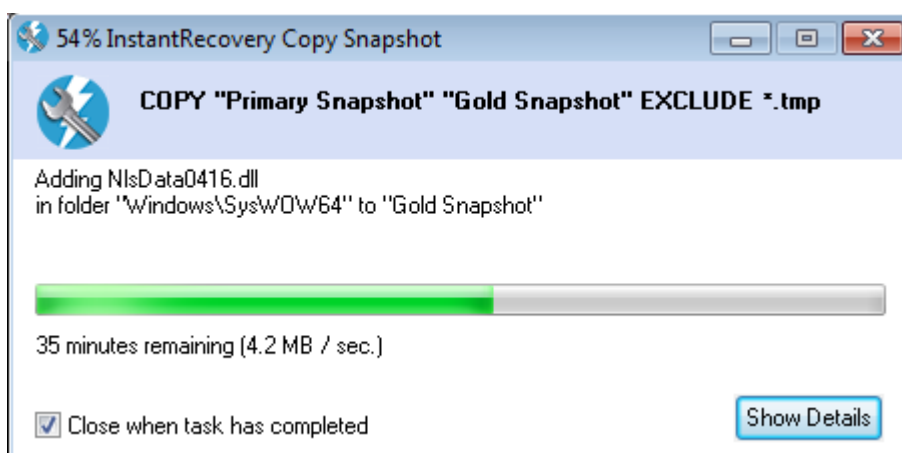 54% InstantRecovery Copy Snapshot
COPY "Primary Snapshot" "Gold Snapshot" EXCLUDE *.tmp
Adding NlsData0416.dll
in folder "Windows\SysWOW64" to "Gold Snapshot"
35 minutes remaining (4.2 MB / sec.)
Close when task has completed
Show Details